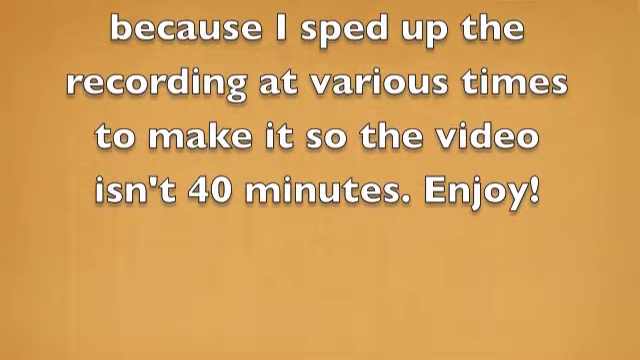 because I sped up the
recording at various times
to make it so the video
isn't 40 minutes. Enjoy!